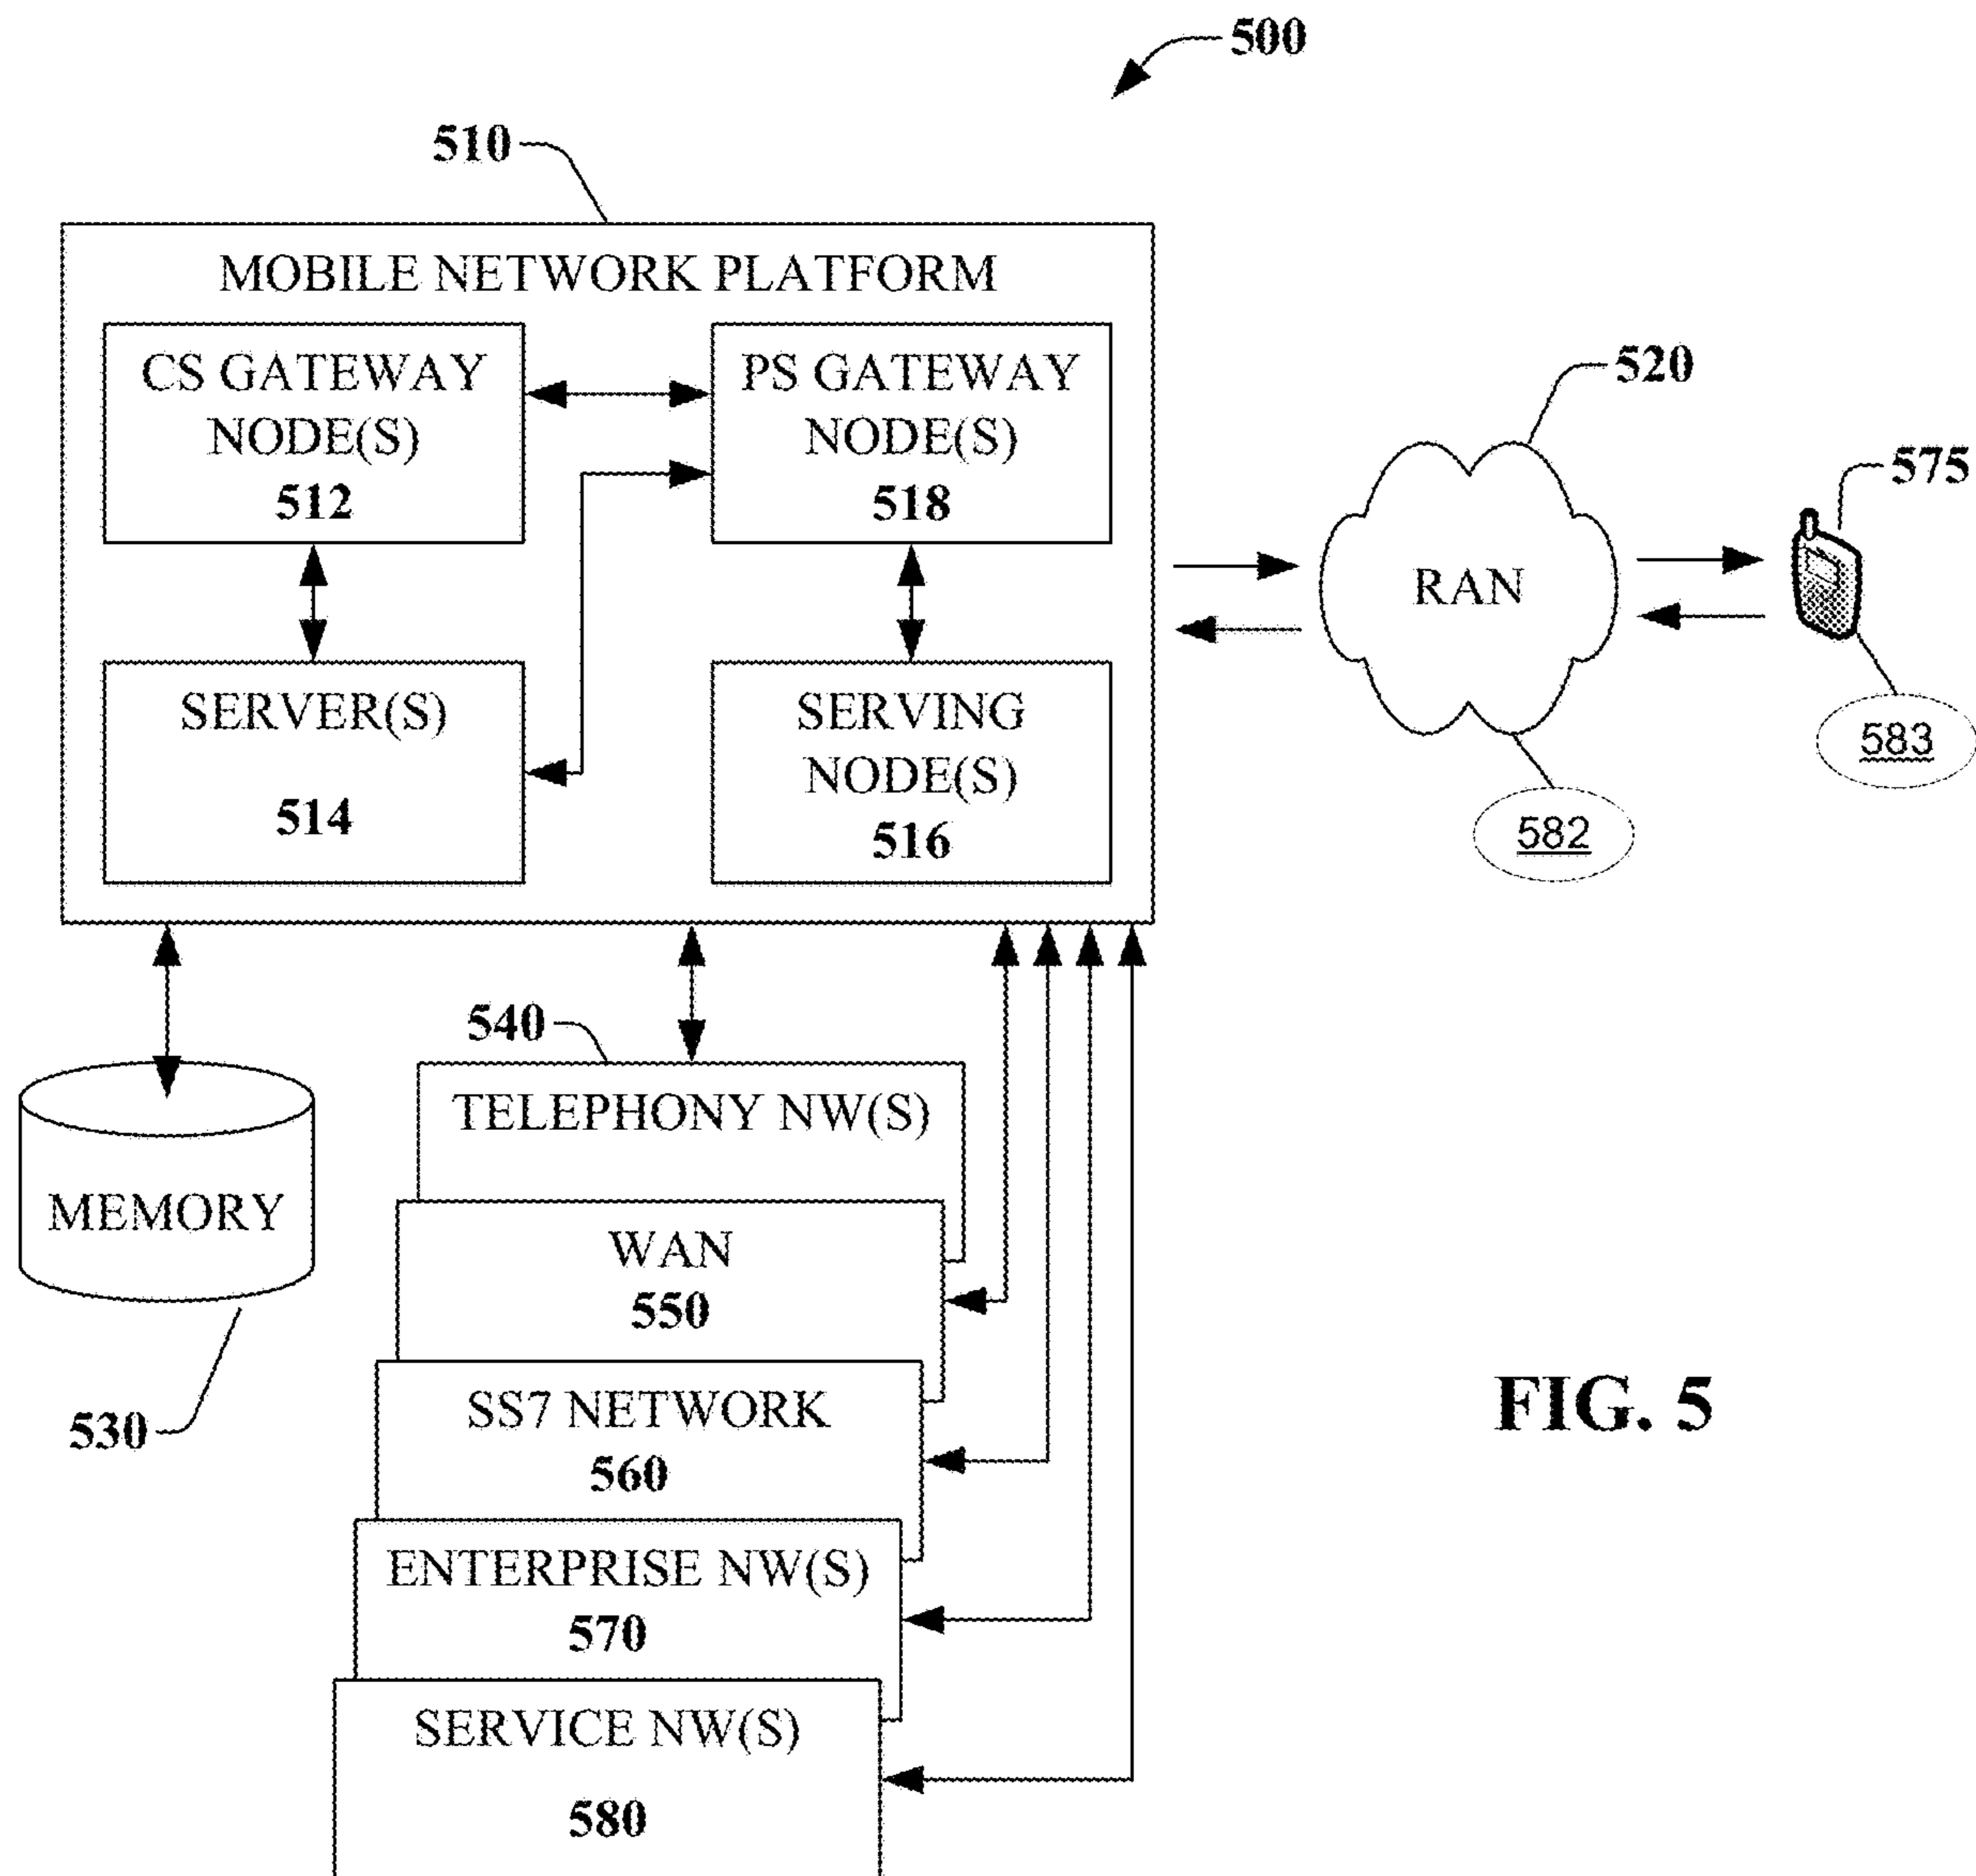 500
510
MOBILE NETWORK PLATFORM
CS GATEWAY
NODE(S)
512
PS GATEWAY
NODE(S)
518
SERVER(S)
514
SERVING
NODE(S)
516
520
RAN
575
583
582
540
TELEPHONY NW(S)
MEMORY
530
WAN
550
SS7 NETWORK
560
ENTERPRISE NW(S)
570
SERVICE NW(S)
580
FIG. 5